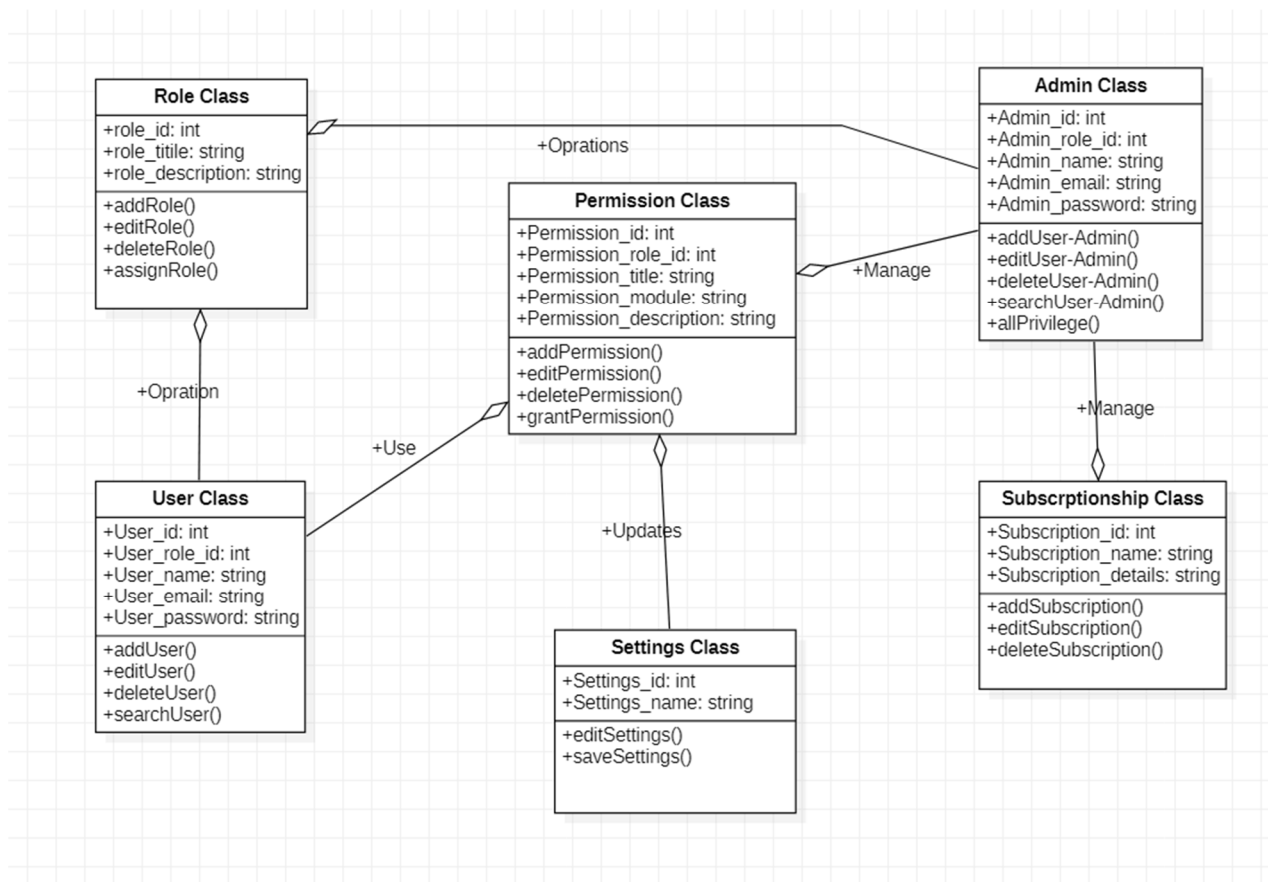 Role Class
+role_id: int
+role_titile: string
+role_description: string
+addRole()
+editRole()
+deleteRole()
+assignRole()
+Oprations
Admin Class
+Admin_id: int
+Admin_role_id: int
+Admin_name: string
+Admin_email: string
+Admin_password: string
+addUser-Admin()
+editUser-Admin()
+deleteUser-Admin()
+searchUser-Admin()
+allPrivilege()
Permission Class
+Permission_id: int
+Permission_role_id: int
+Permission_title: string
+Permission_module: string
+Permission_description: string
+addPermission()
+editPermission()
+deletePermission()
+grantPermission()
+Manage
+Opration
+Use
+Manage
+Updates
User Class
+User_id: int
+User_role_id: int
+User_name: string
+User_email: string
+User_password: string
+addUser()
+editUser()
+deleteUser()
+searchUser()
Settings Class
+Settings_id: int
+Settings_name: string
+editSettings()
+saveSettings()
Subscrptionship Class
+Subscription_id: int
+Subscription_name: string
+Subscription_details: string
+addSubscription()
+editSubscription()
+deleteSubscription()